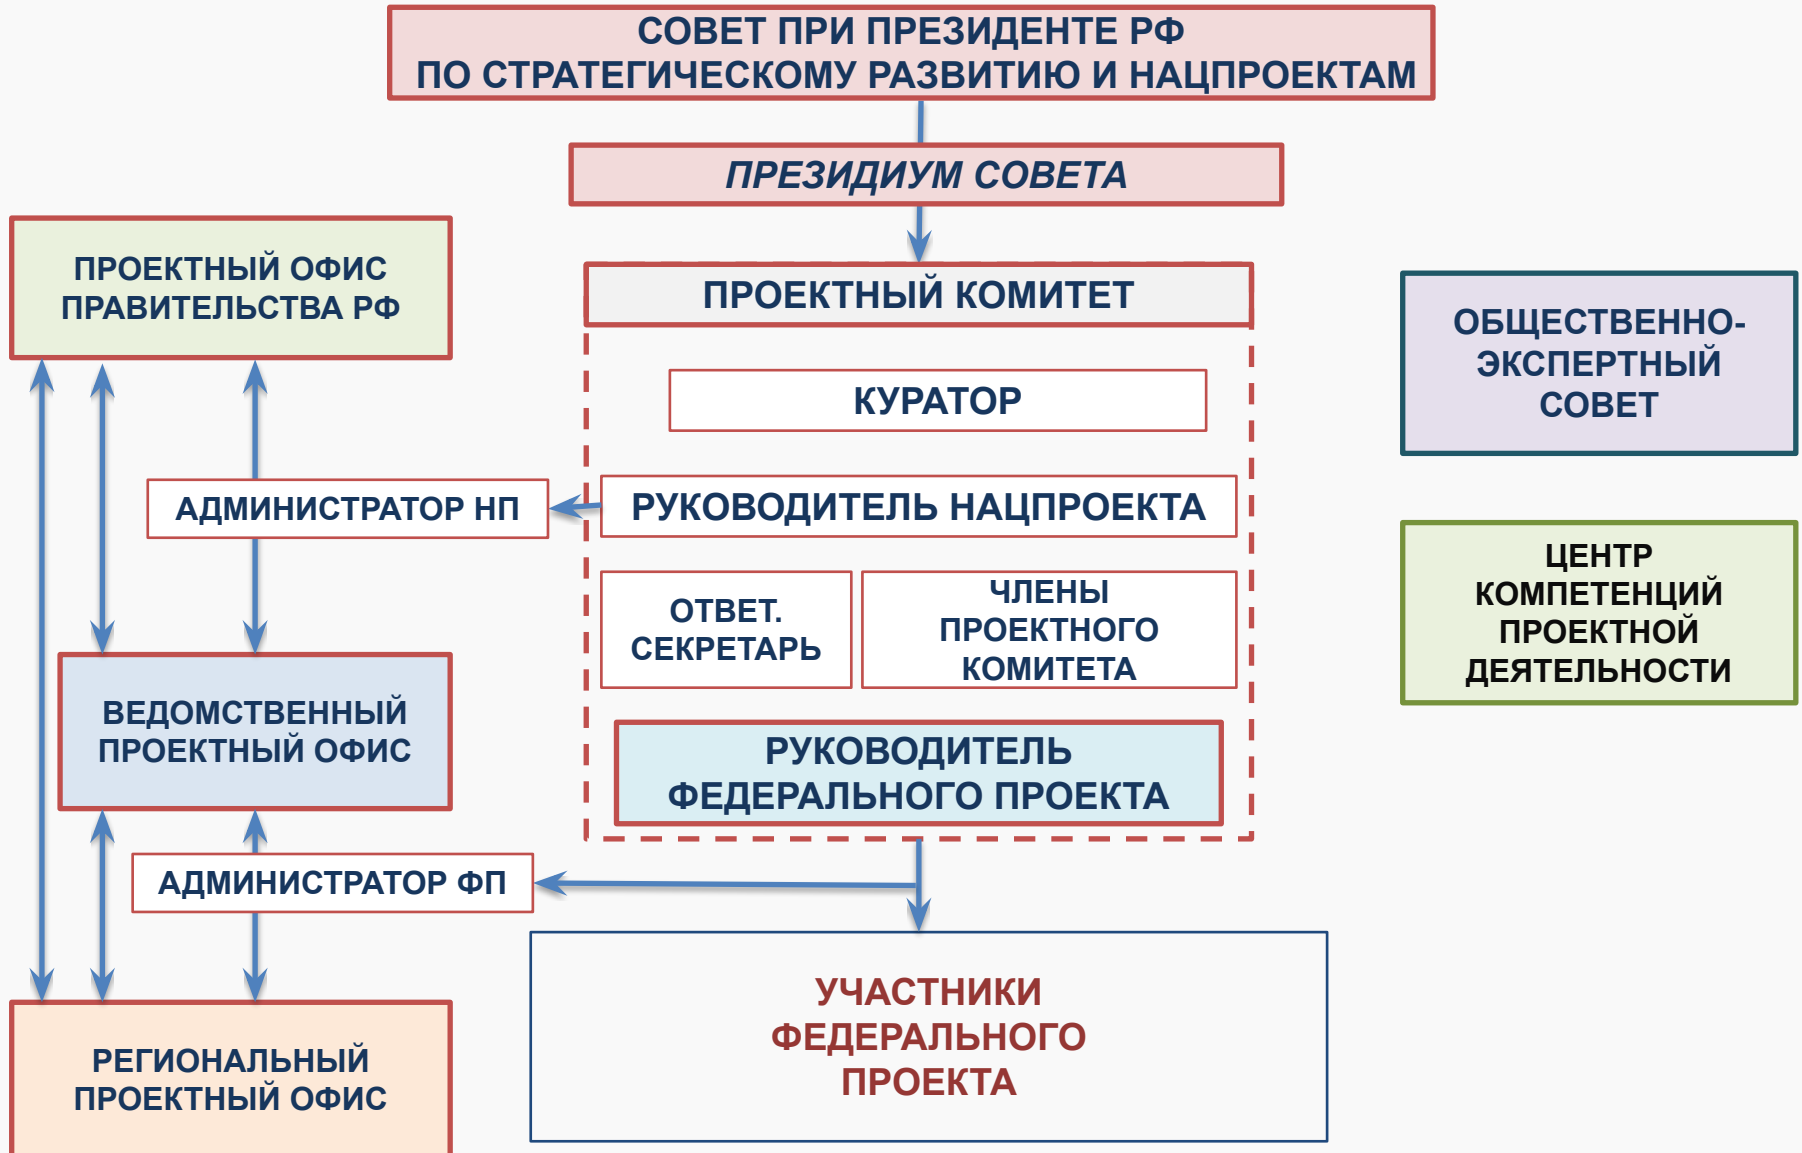 СОВЕТ ПРИ ПРЕЗИДЕНТЕ РФ
ПО СТРАТЕГИЧЕСКОМУ РАЗВИТИЮ И НАЦПРОЕКТАМ
ПРЕЗИДИУМ СОВЕТА
ПРОЕКТНЫЙ ОФИС
ПРАВИТЕЛЬСТВА РФ
ПРОЕКТНЫЙ КОМИТЕТ
КУРАТОР
АДМИНИСТРАТОР НП
РУКОВОДИТЕЛЬ НАЦПРОЕКТА
ОТВЕТ.
СЕКРЕТАРЬ
ЧЛЕНЫ
ПРОЕКТНОГО
КОМИТЕТА
ВЕДОМСТВЕННЫЙ
ПРОЕКТНЫЙ ОФИС
РУКОВОДИТЕЛЬ
ФЕДЕРАЛЬНОГО ПРОЕКТА
АДМИНИСТРАТОР ФП
РЕГИОНАЛЬНЫЙ
ПРОЕКТНЫЙ ОФИС
УЧАСТНИКИ
ФЕДЕРАЛЬНОГО
ПРОЕКТА
ОБЩЕСТВЕННО-
ЭКСПЕРТНЫЙ
СОВЕТ
ЦЕНТР
КОМПЕТЕНЦИЙ
ПРОЕКТНОЙ
ДЕЯТЕЛЬНОСТИ